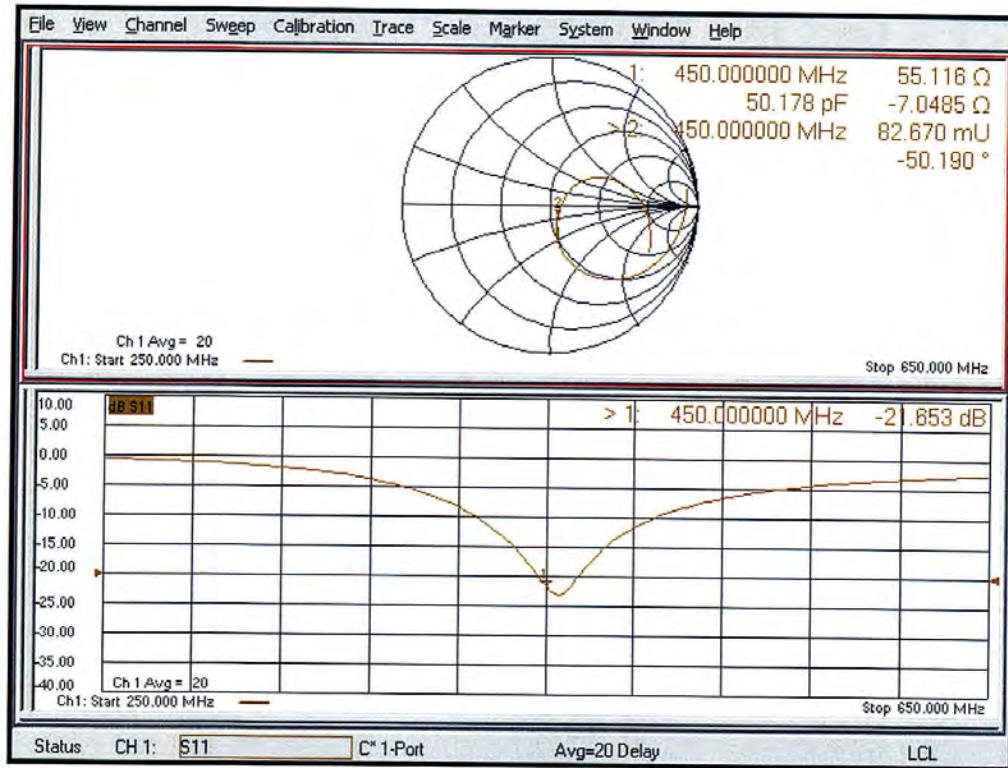 File View Channel Sweep Calibration Trace Scale Marker System Window Help
1: 450.000000 MHz 55.116 Ω
50.178 pF -7.0485 Ω
> 2: 450.000000 MHz 82.670 mU
-50.190 °
2
Ch 1 Avg = 20
Ch1: Start 250.000 MHz
Stop 650.000 MHz
10.00 dB S11 > 1: 450.000000 MHz -21.653 dB
5.00
0.00
-5.00
-10.00
-15.00
-20.00
1
-25.00
-30.00
-35.00
-40.00
Ch 1 Avg = 20
Ch1: Start 250.000 MHz
Stop 650.000 MHz
Status CH 1: S11 C* 1-Port Avg=20 Delay LCL